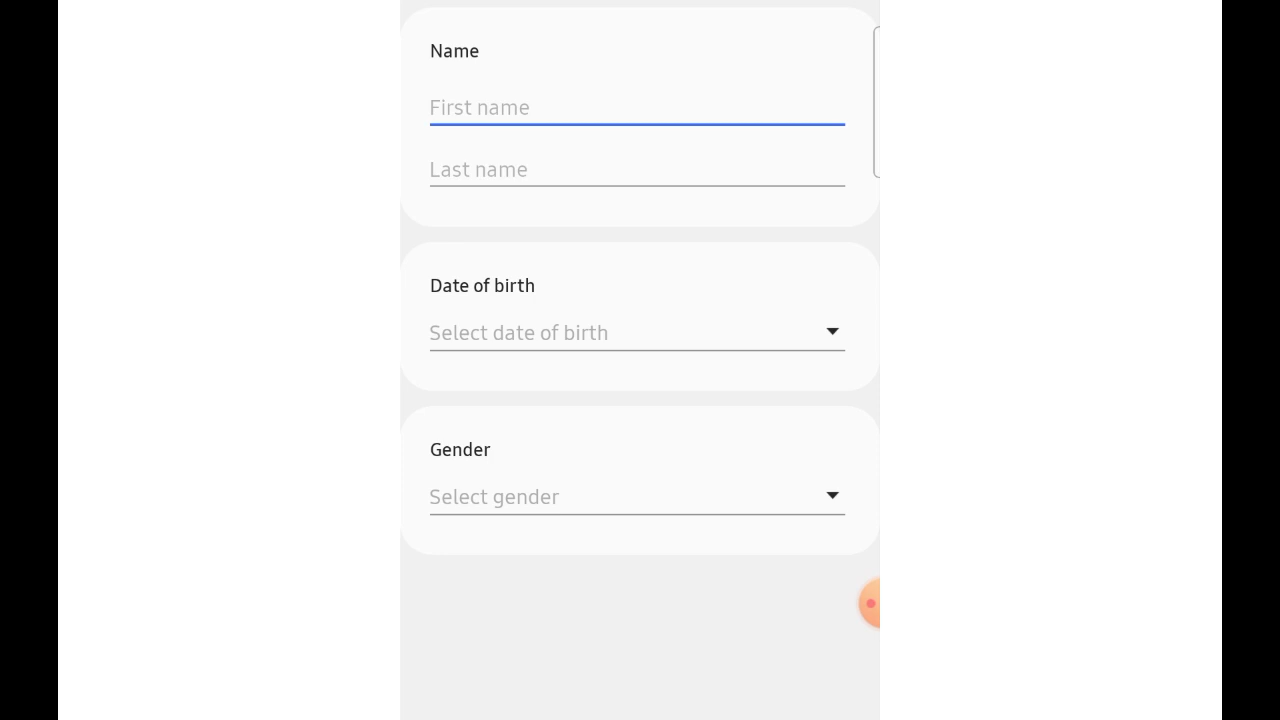 Name
First name
Last name
Date of birth
Select date of birth
Gender
Select gender